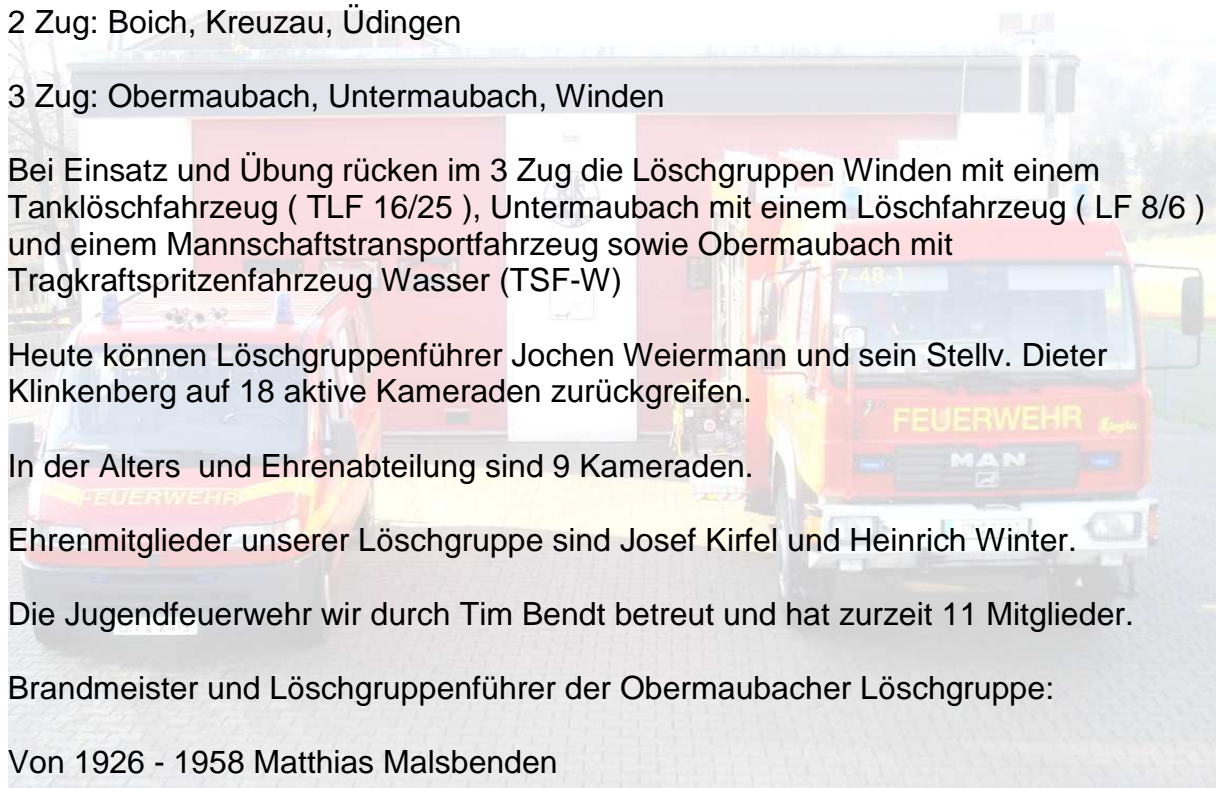 2 Zug: Boich, Kreuzau, Üdingen
3 Zug: Obermaubach, Untermaubach, Winden
Bei Einsatz und Übung rücken im 3 Zug die Löschgruppen Winden mit einem
Tanklöschfahrzeug ( TLF 16/25 ), Untermaubach mit einem Löschfahrzeug ( LF 8/6 )
und einem Mannschaftstransportfahrzeug sowie Obermaubach mit
Tragkraftspritzenfahrzeug Wasser (TSF-W)
7-48-1
Heute können Löschgruppenführer Jochen Weiermann und sein Stellv. Dieter
Klinkenberg auf 18 aktive Kameraden zurückgreifen.
FEUERWEHR Ziegler
MAN
In der Alters  und Ehrenabteilung sind 9 Kameraden.
FEUERWEHR
Ehrenmitglieder unserer Löschgruppe sind Josef Kirfel und Heinrich Winter.
Die Jugendfeuerwehr wir durch Tim Bendt betreut und hat zurzeit 11 Mitglieder.
Brandmeister und Löschgruppenführer der Obermaubacher Löschgruppe:
Von 1926 - 1958 Matthias Malsbenden